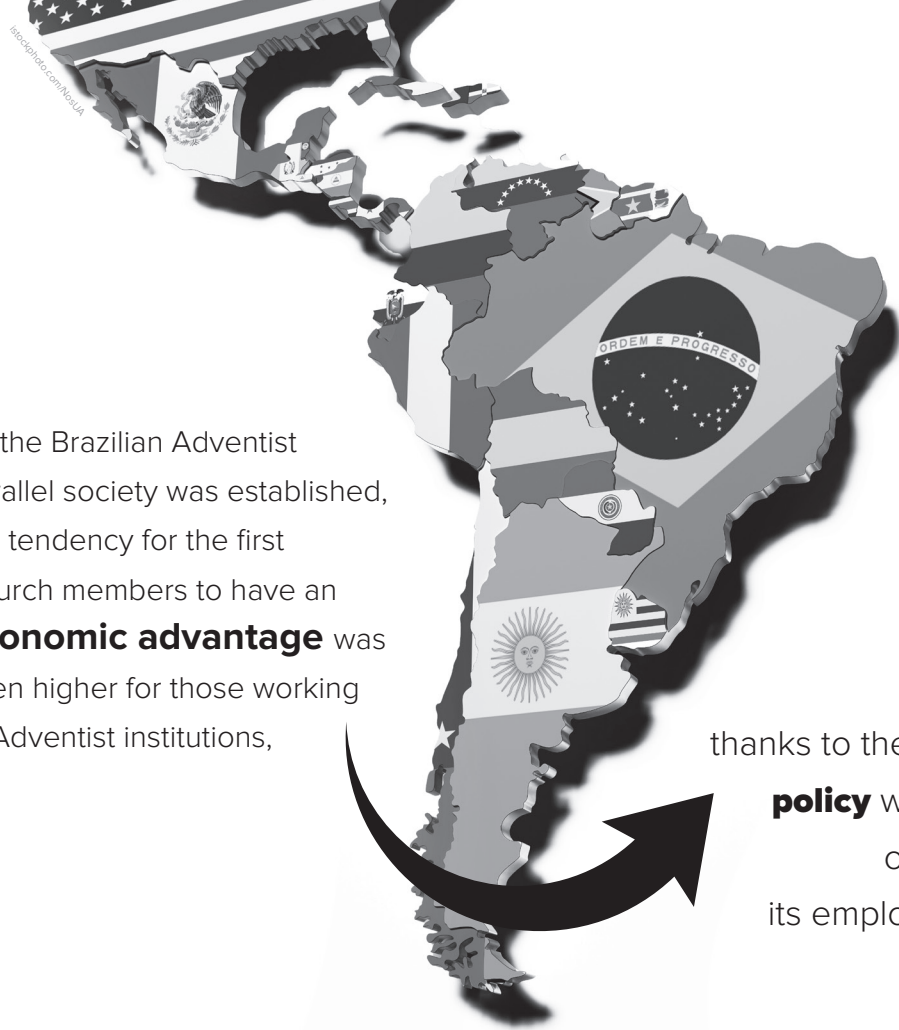 istockphoto.com/NosUA
ORDEM E PROGRESSO
the Brazilian Adventist
rallel society was established,
tendency for the first
urch members to have an
onomic advantage was
en higher for those working
Adventist institutions,
thanks to the
policy w
its emplo